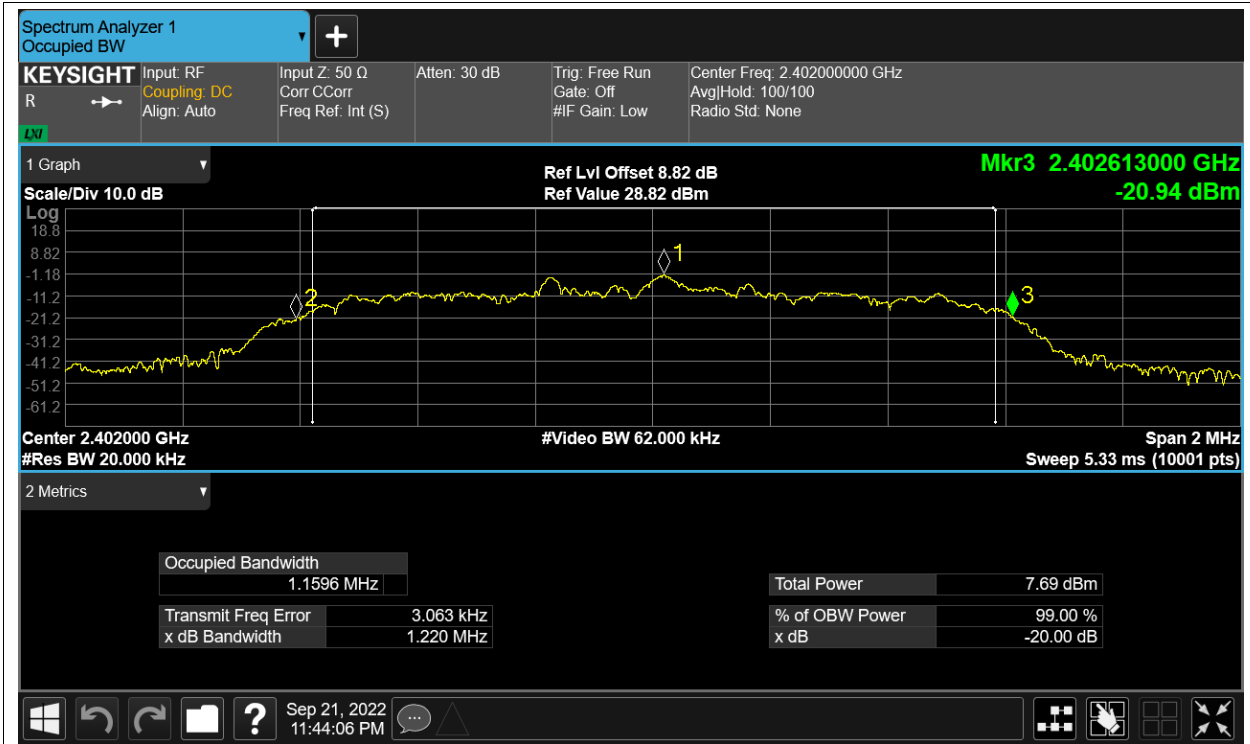 Spectrum Analyzer 1
Occupied BW
KEYSIGHT
R
LXI
Input: RF
Coupling: DC
Align: Auto
Input Z: 50 Ω
Corr CCorr
Freq Ref: Int (S)
Atten: 30 dB
Trig: Free Run
Gate: Off
#IF Gain: Low
Center Freq: 2.402000000 GHz
Avg|Hold: 100/100
Radio Std: None
1 Graph
Scale/Div 10.0 dB
Ref Lvl Offset 8.82 dB
Ref Value 28.82 dBm
Mkr3 2.402613000 GHz
-20.94 dBm
Log
18.8
8.82
-1.18
-11.2
-21.2
-31.2
-41.2
-51.2
-61.2
1
2
3
Center 2.402000 GHz
#Video BW 62.000 kHz
Span 2 MHz
#Res BW 20.000 kHz
Sweep 5.33 ms (10001 pts)
2 Metrics
Occupied Bandwidth
1.1596 MHz
Transmit Freq Error 3.063 kHz
x dB Bandwidth 1.220 MHz
Total Power 7.69 dBm
% of OBW Power 99.00 %
x dB -20.00 dB
?
Sep 21, 2022
11:44:06 PM